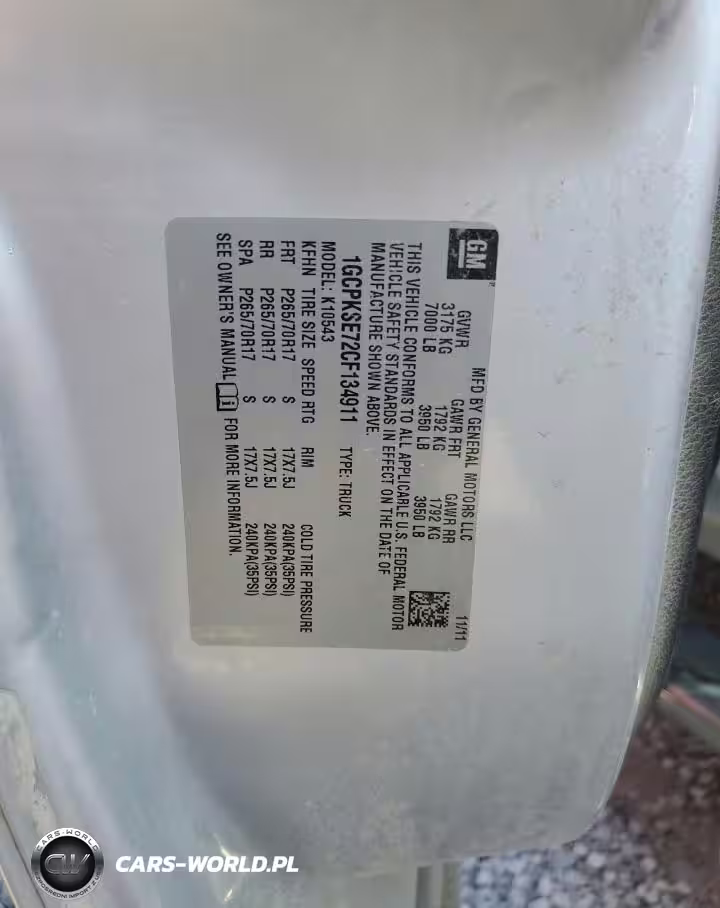 GM
MFD BY GENERAL MOTORS LLC
11/11
GVWR GAWR FRT GAWR RR
3175 KG 1792 KG 1792 KG
7000 LB 3950 LB 3950 LB
THIS VEHICLE CONFORMS TO ALL APPLICABLE U.S. FEDERAL MOTOR
VEHICLE SAFETY STANDARDS IN EFFECT ON THE DATE OF
MANUFACTURE SHOWN ABOVE.
1GCPKSE72CF134911 TYPE: TRUCK
MODEL: K10543
KFHN TIRE SIZE SPEED RTG RIM COLD TIRE PRESSURE
FRT P265/70R17 S 17X7.5J 240KPA(35PSI)
RR P265/70R17 S 17X7.5J 240KPA(35PSI)
SPA P265/70R17 S 17X7.5J 240KPA(35PSI)
SEE OWNER'S MANUAL i FOR MORE INFORMATION.
CARS-WORLD
CW
CARS-WORLD.PL